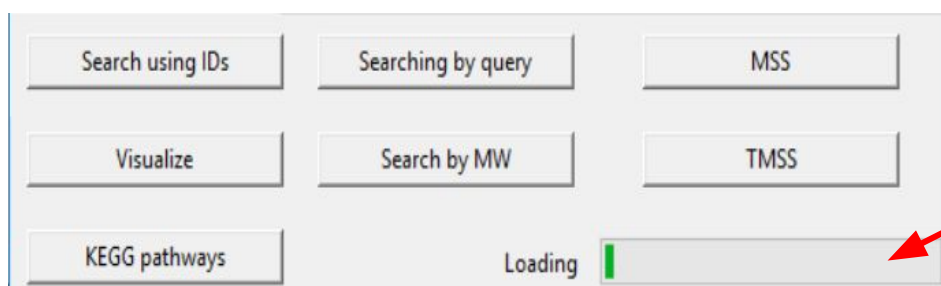 Search using IDs
Searching by query
MSS
Visualize
Search by MW
TMSS
KEGG pathways
Loading